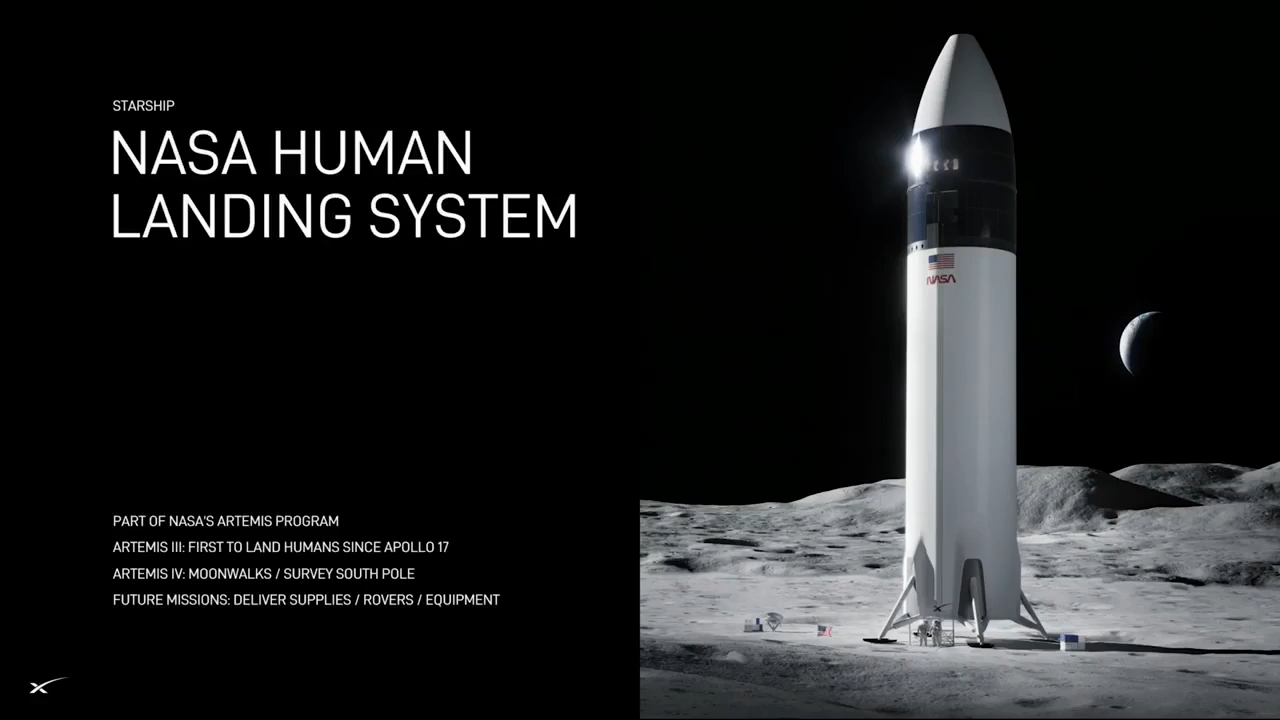 STARSHIP
NASA HUMAN
LANDING SYSTEM
PART OF NASA'S ARTEMIS PROGRAM
ARTEMIS III: FIRST TO LAND HUMANS SINCE APOLLO 17
ARTEMIS IV: MOONWALKS / SURVEY SOUTH POLE
FUTURE MISSIONS: DELIVER SUPPLIES / ROVERS / EQUIPMENT
NASA